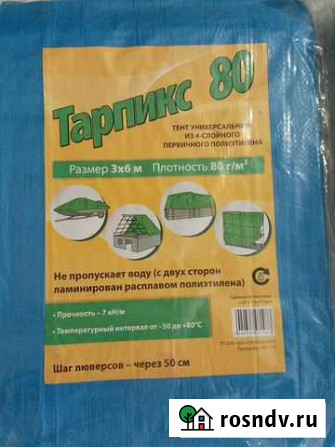 Тарпикс 80
ТЕНТ УНИВЕРСАЛЬНЫЙ
ИЗ 4-СЛОЙНОГО
ПЕРВИЧНОГО ПОЛИЭТИЛЕНА
Размер 3х6 м Плотность 80 г/м²
Не пропускает воду (с двух сторон
ламинирован расплавом полиэтилена)
• Прочность – 7 кН/м
• Температурный интервал от –50 до +80°С
Шаг люверсов – через 50 см
rosndv.ru